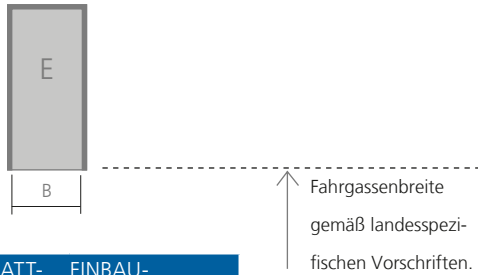 E
B
Fahrgassenbreite
gemäß landesspezi-
fischen Vorschriften.
EINBAU-